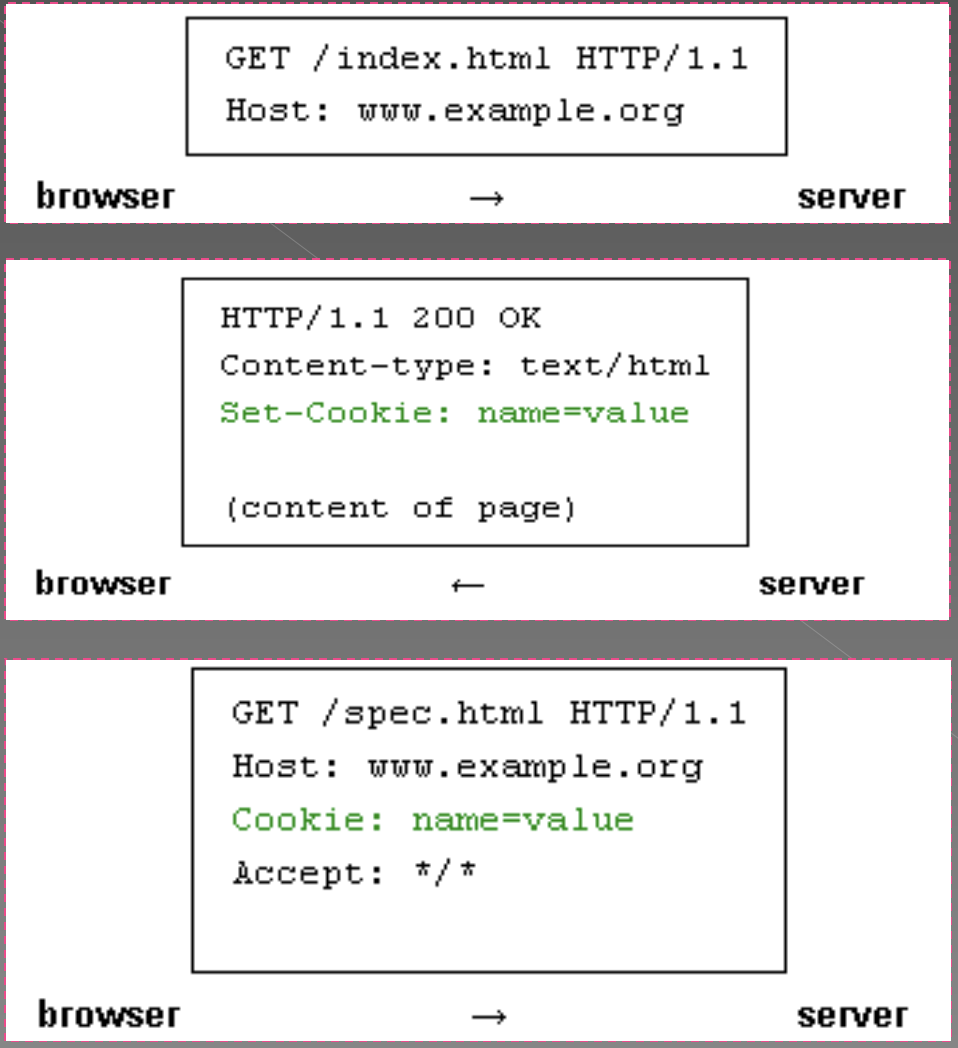 GET /index.html HTTP/1.1
Host: www.example.org
browser → server
HTTP/1.1 200 OK
Content-type: text/html
Set-Cookie: name=value
(content of page)
browser ← server
GET /spec.html HTTP/1.1
Host: www.example.org
Cookie: name=value
Accept: */*
browser → server